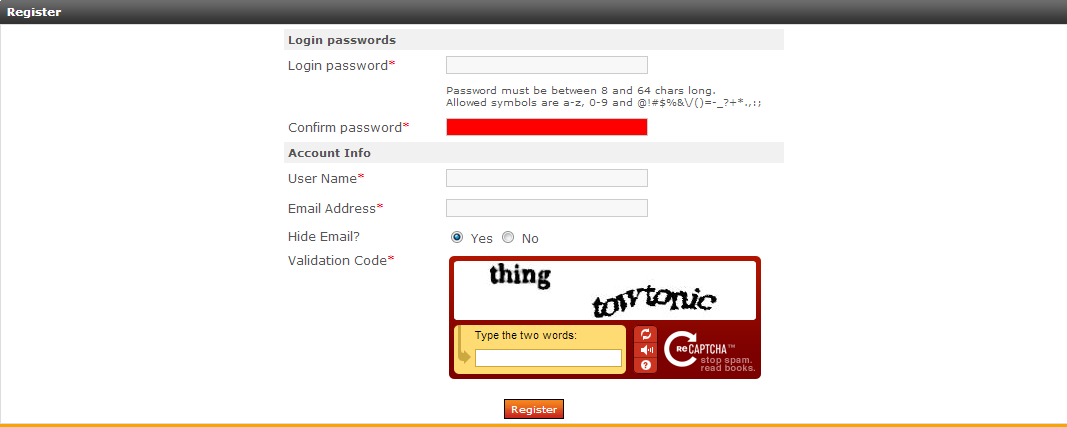 Register
Login passwords
Login password*
Password must be between 8 and 64 chars long.
Allowed symbols are a-z, 0-9 and @!#$%&\/()=-_?+*.,:;
Confirm password*
Account Info
User Name*
Email Address*
Hide Email? Yes No
Validation Code*
thing
towtonic
Type the two words:
?
ReCAPTCHA™
stop spam.
read books.
Register